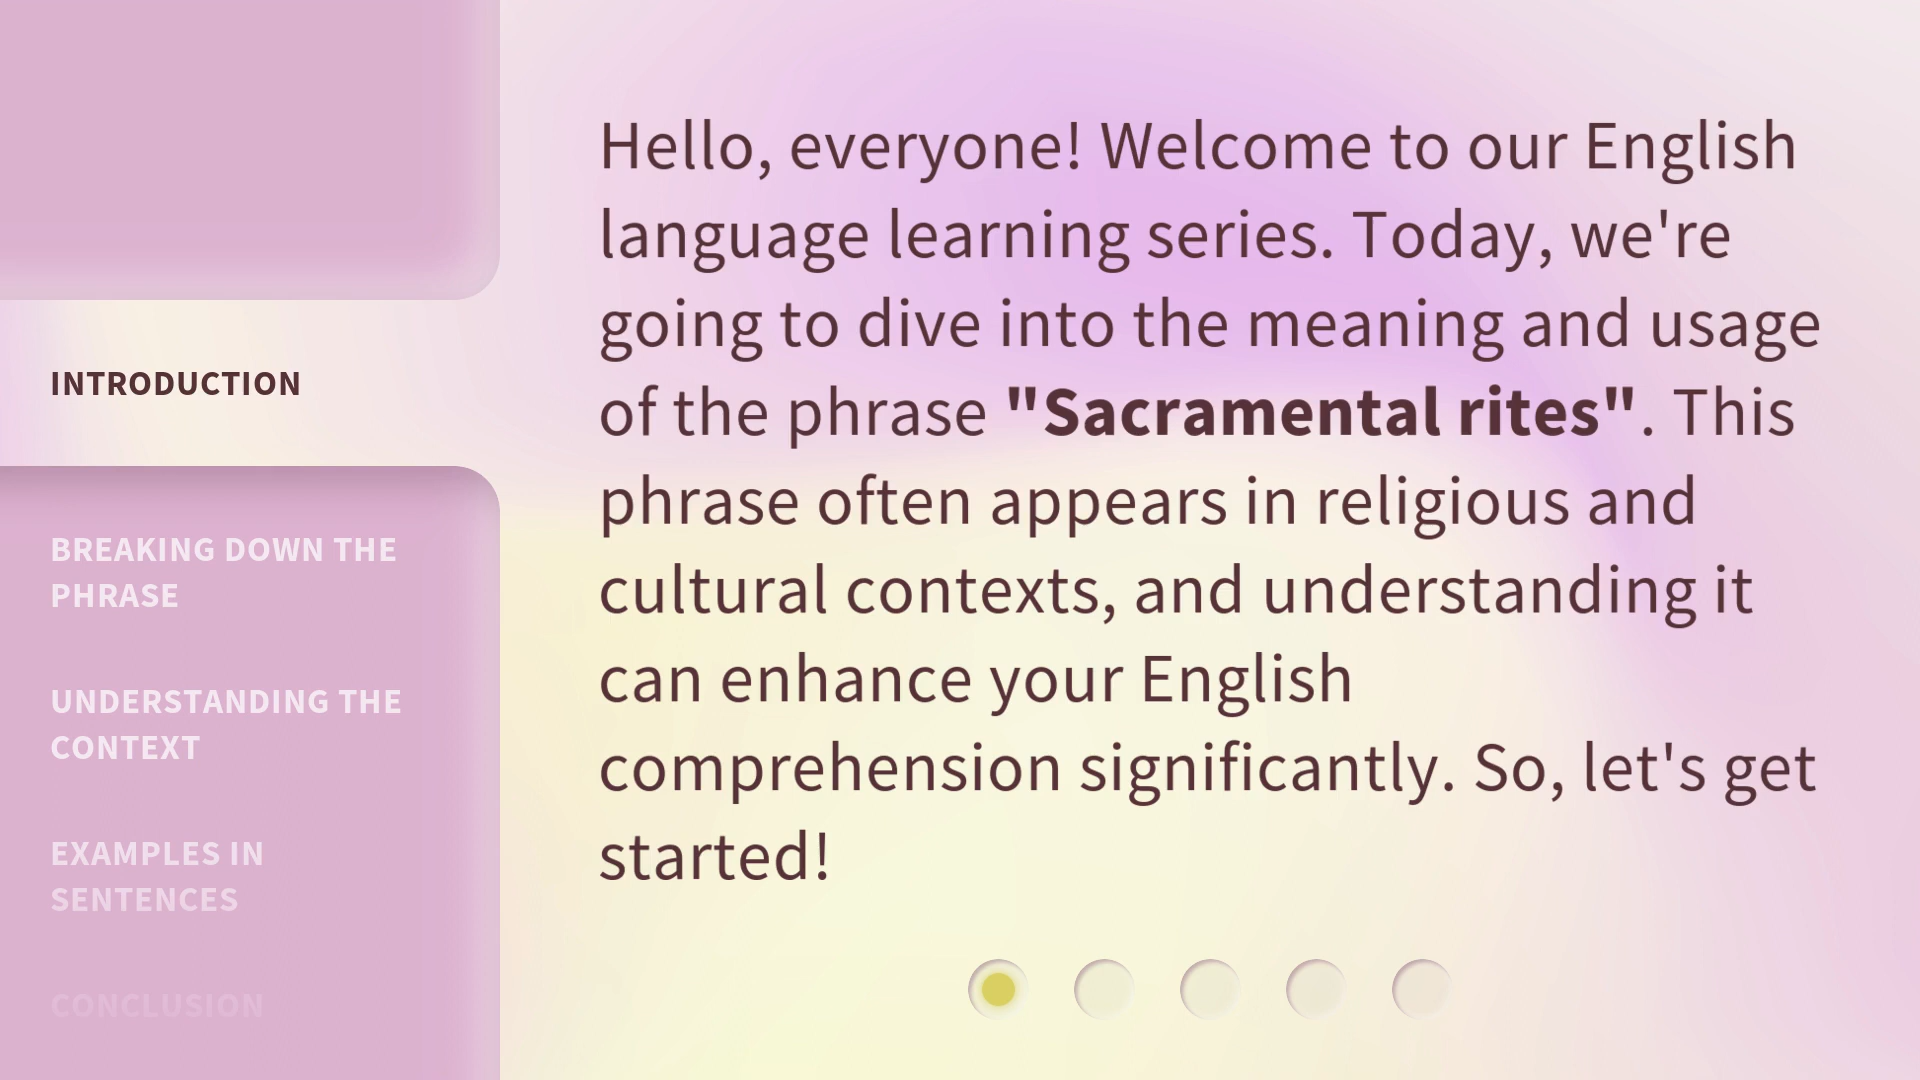 INTRODUCTION
BREAKING DOWN THE
PHRASE
UNDERSTANDING THE
CONTEXT
EXAMPLES IN
SENTENCES
CONCLUSION
Hello, everyone! Welcome to our English
language learning series. Today, we're
going to dive into the meaning and usage
of the phrase "Sacramental rites". This
phrase often appears in religious and
cultural contexts, and understanding it
can enhance your English
comprehension significantly. So, let's get
started!